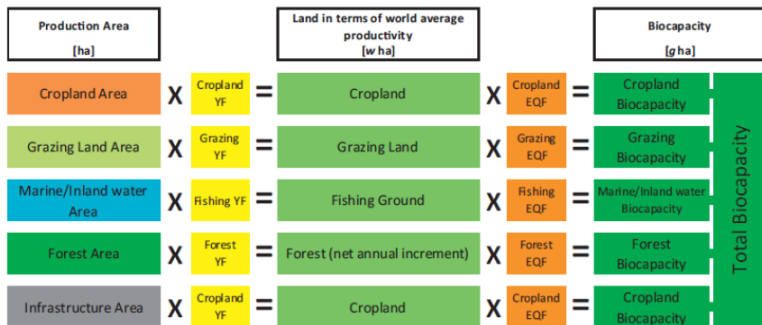 Production Area
[ha]
Land in terms of world average
productivity
[w ha]
Biocapacity
[g ha]
Cropland Area
X
Cropland
YF
=
Cropland
X
Cropland
EQF
=
Cropland
Biocapacity
Grazing Land Area
X
Grazing
YF
=
Grazing Land
X
Grazing
EQF
=
Grazing
Biocapacity
Marine/Inland water
Area
X
Fishing YF
=
Fishing Ground
X
Fishing
EQF
=
Marine/Inland water
Biocapacity
Forest Area
X
Forest
YF
=
Forest (net annual increment)
X
Forest
EQF
=
Forest
Biocapacity
Infrastructure Area
X
Cropland
YF
=
Cropland
X
Cropland
EQF
=
Cropland
Biocapacity
Total Biocapacity